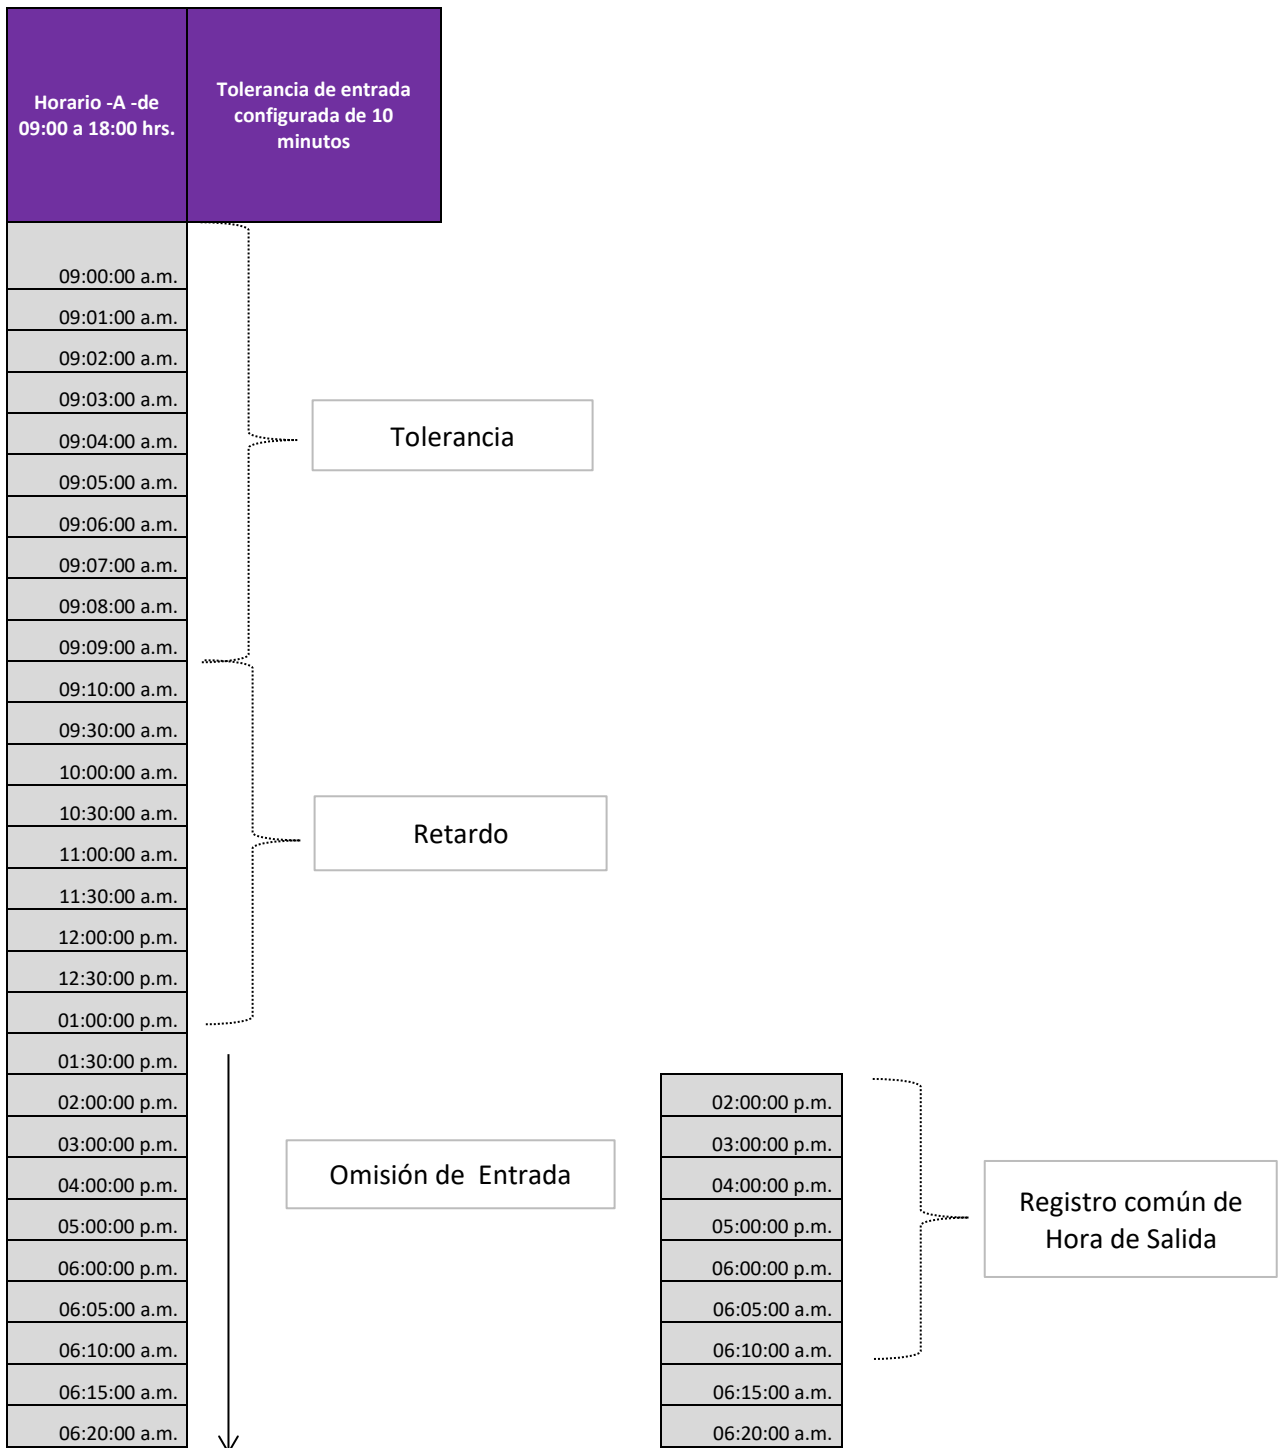 Horario -A -de
09:00 a 18:00 hrs.
Tolerancia de entrada
configurada de 10
minutos
09:00:00 a.m.
09:01:00 a.m.
09:02:00 a.m.
09:03:00 a.m.
09:04:00 a.m.
09:05:00 a.m.
09:06:00 a.m.
09:07:00 a.m.
09:08:00 a.m.
09:09:00 a.m.
09:10:00 a.m.
09:30:00 a.m.
10:00:00 a.m.
10:30:00 a.m.
11:00:00 a.m.
11:30:00 a.m.
12:00:00 p.m.
12:30:00 p.m.
01:00:00 p.m.
01:30:00 p.m.
02:00:00 p.m.
03:00:00 p.m.
04:00:00 p.m.
05:00:00 p.m.
06:00:00 p.m.
06:05:00 a.m.
06:10:00 a.m.
06:15:00 a.m.
06:20:00 a.m.
Tolerancia
Retardo
Omisión de  Entrada
02:00:00 p.m.
03:00:00 p.m.
04:00:00 p.m.
05:00:00 p.m.
06:00:00 p.m.
06:05:00 a.m.
06:10:00 a.m.
06:15:00 a.m.
06:20:00 a.m.
Registro común de
Hora de Salida